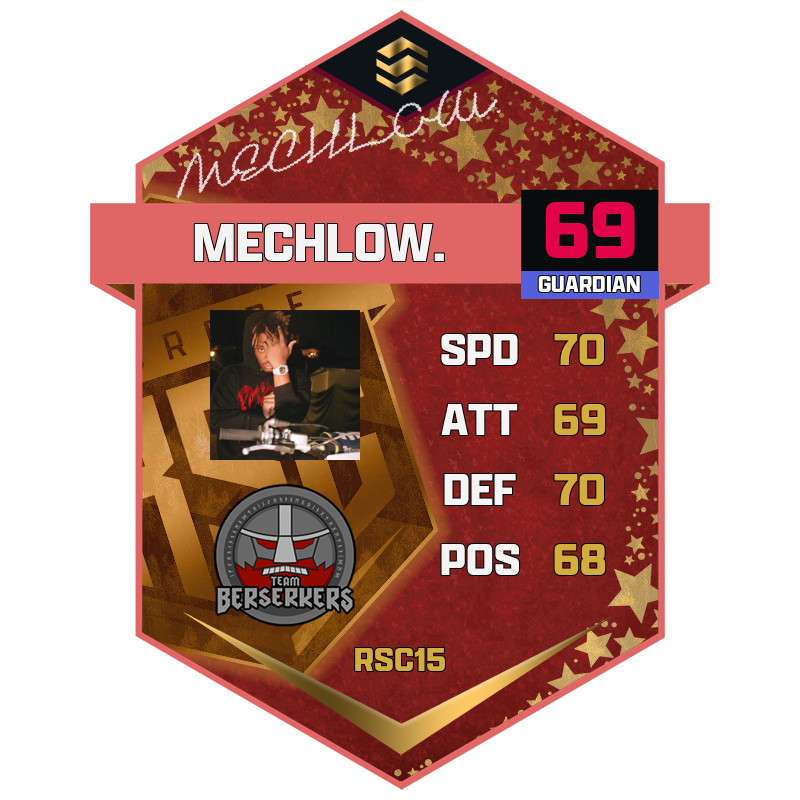 MECHLOW.
MECHLOW.
69
GUARDIAN
SPD 70
ATT 69
DEF 70
POS 68
TEAM
BERSERKERS
RSC15